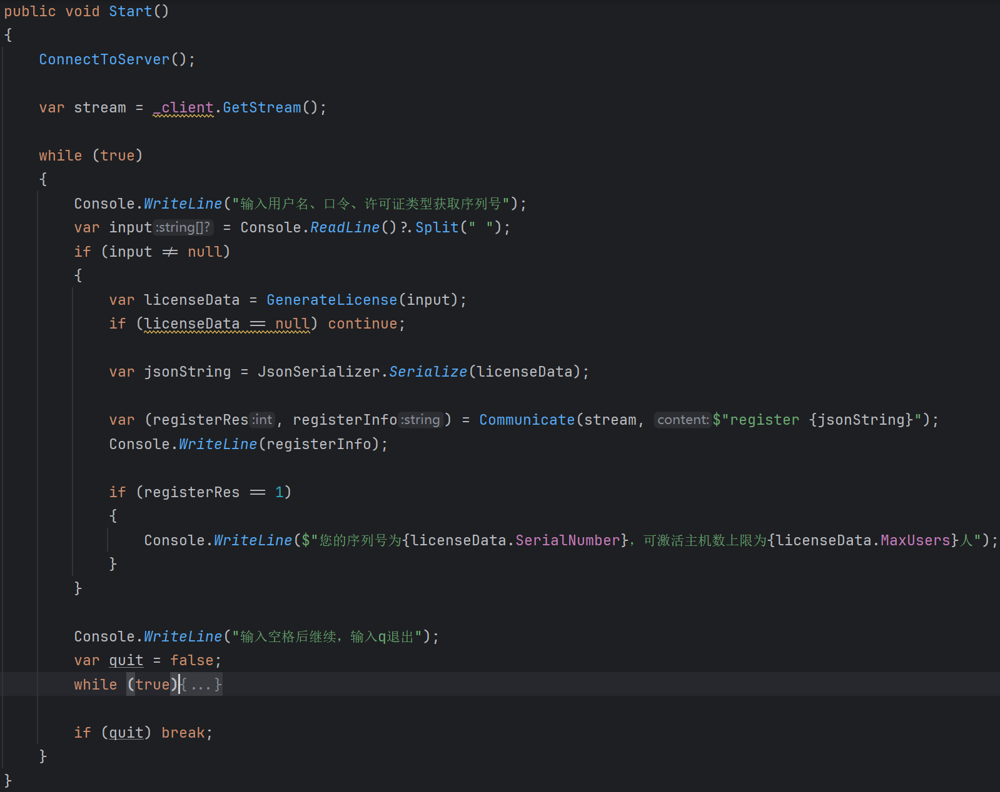 public void Start()
{
    ConnectToServer();

    var stream = _client.GetStream();

    while (true)
    {
        Console.WriteLine("输入用户名、口令、许可证类型获取序列号");
        var input:string[]? = Console.ReadLine()?.Split(" ");
        if (input ≠ null)
        {
            var licenseData = GenerateLicense(input);
            if (licenseData == null) continue;

            var jsonString = JsonSerializer.Serialize(licenseData);

            var (registerRes:int, registerInfo:string) = Communicate(stream, content:$"register {jsonString}");
            Console.WriteLine(registerInfo);

            if (registerRes == 1)
            {
                Console.WriteLine($"您的序列号为{licenseData.SerialNumber}，可激活主机数上限为{licenseData.MaxUsers}人");
            }
        }

        Console.WriteLine("输入空格后继续，输入q退出");
        var quit = false;
        while (true){...}

        if (quit) break;
    }
}